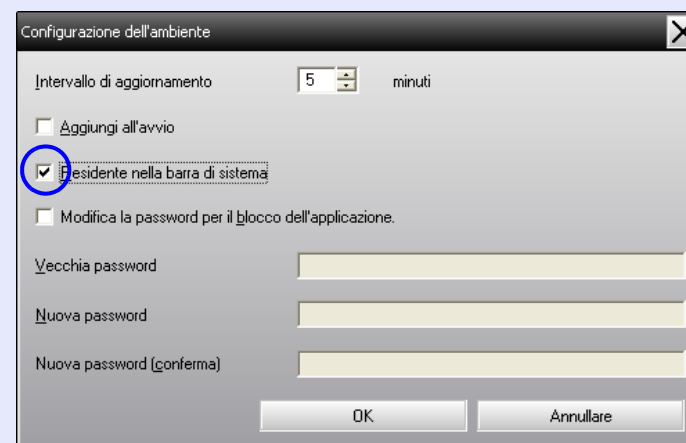 Configurazione dell'ambiente
Intervallo di aggiornamento 5 minuti
Aggiungi all'avvio
Residente nella barra di sistema
Modifica la password per il blocco dell'applicazione.
Vecchia password
Nuova password
Nuova password (conferma)
OK Annullare